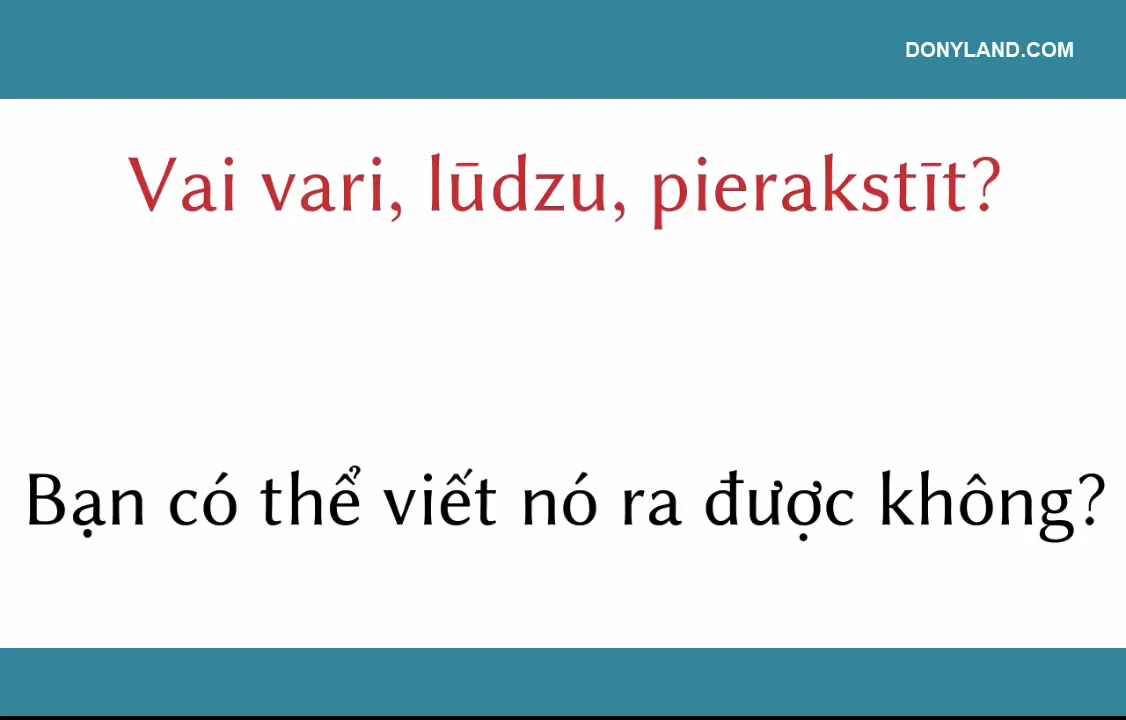 DONYLAND.COM
Vai vari, lūdzu, pierakstīt?
Bạn có thể viết nó ra được không?